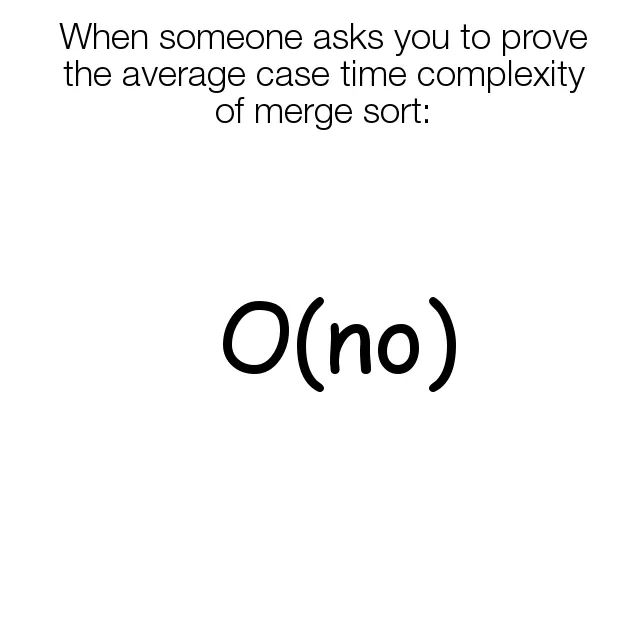 When someone asks you to prove
the average case time complexity
of merge sort:
O(no)